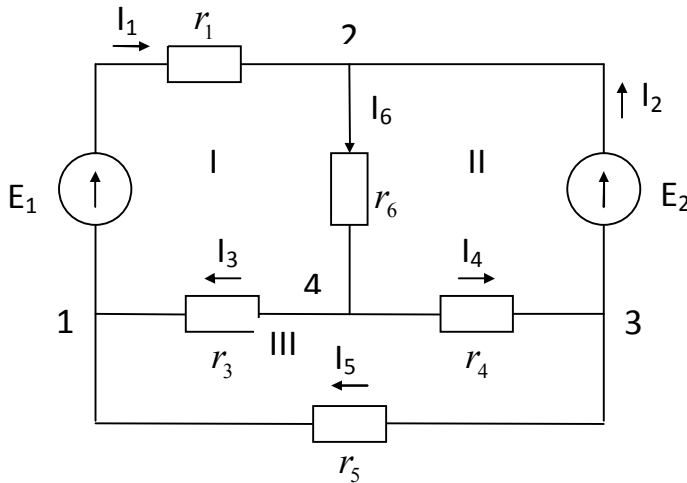 I₁ r₁ 2
I₆ I₂
I II
E₁ r₆ E₂
I₃ 4 I₄
1 3
r₃ III I₅ r₄
r₅